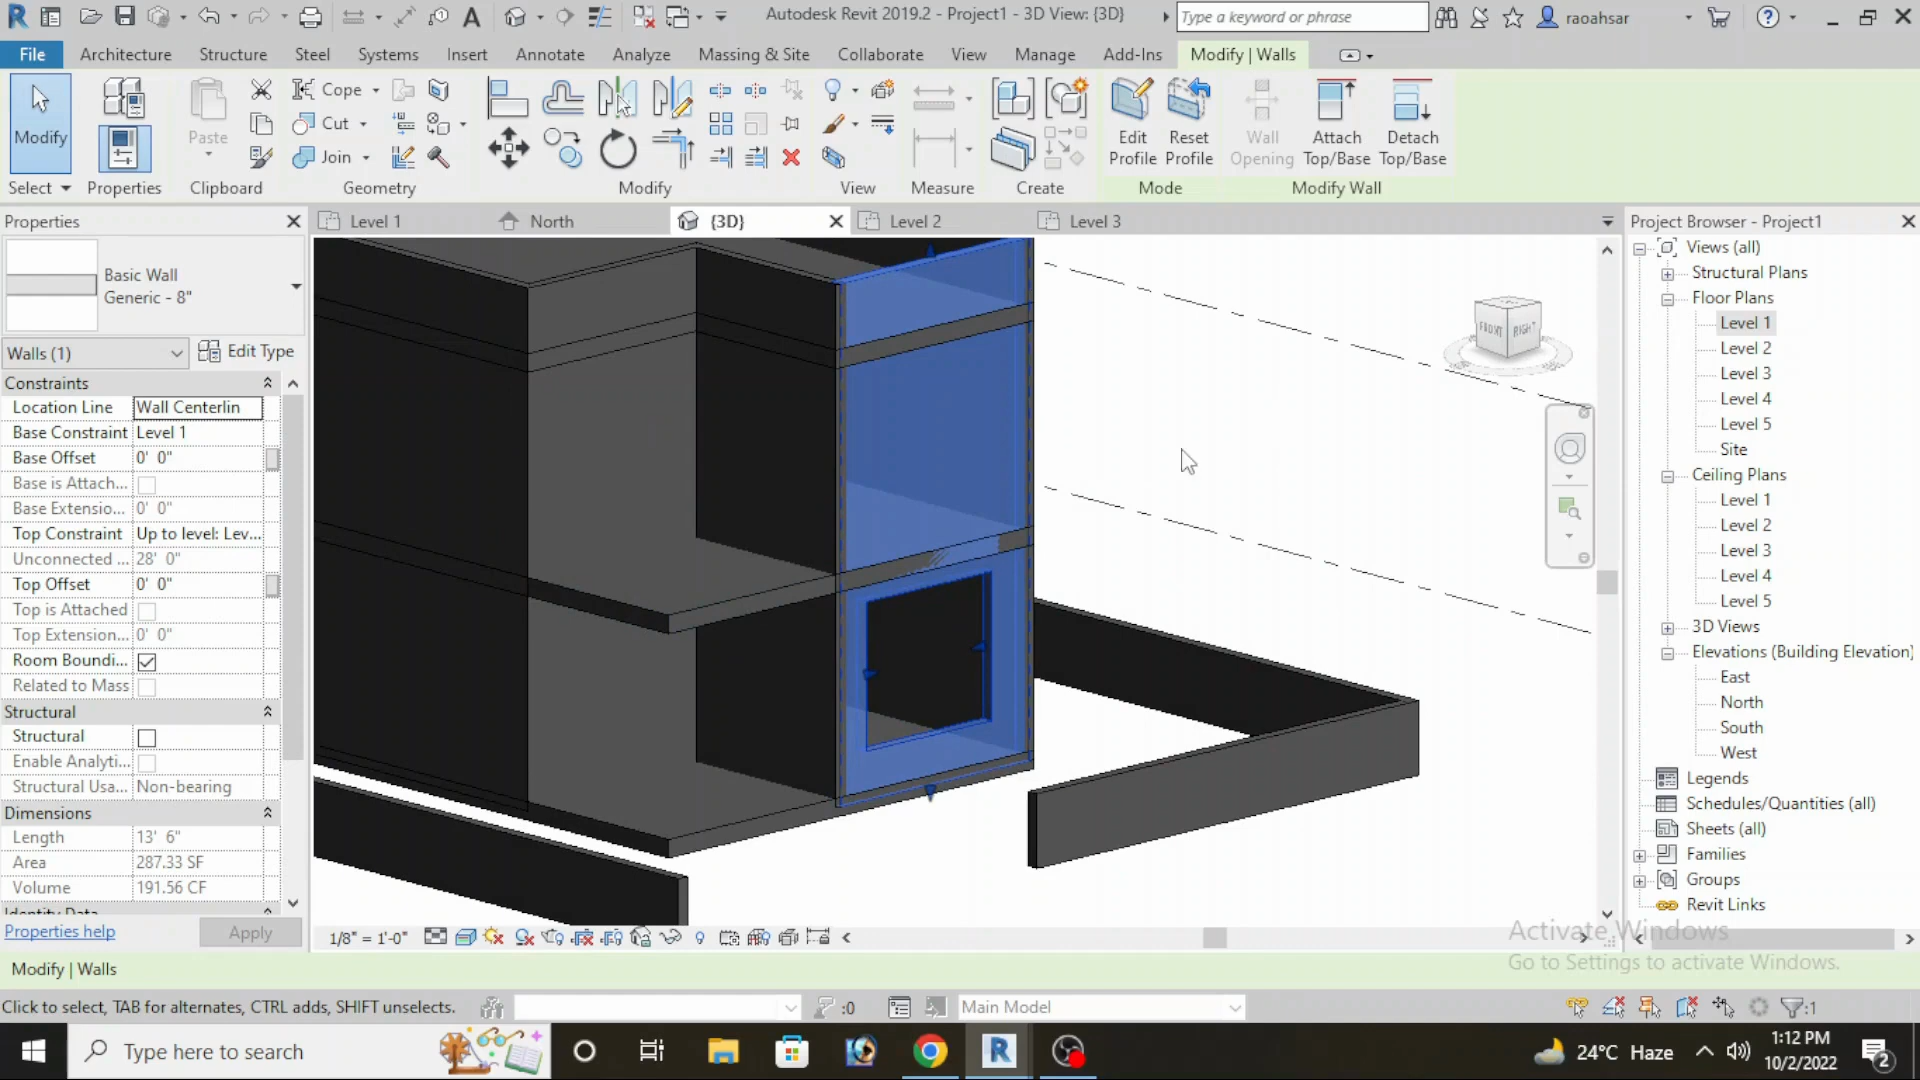 Autodesk Revit 2019.2 - Project1 - 3D View: {3D}
Type a keyword or phrase
raoahsar
File
Architecture
Structure
Steel
Systems
Insert
Annotate
Analyze
Massing & Site
Collaborate
View
Manage
Add-Ins
Modify | Walls
Modify
Paste
Cope
Cut
Join
Edit Profile
Reset Profile
Wall Opening
Attach Top/Base
Detach Top/Base
Select
Properties
Clipboard
Geometry
Modify
View
Measure
Create
Mode
Modify Wall
Properties
Level 1
North
{3D}
Level 2
Level 3
Project Browser - Project1
Basic Wall
Generic - 8"
Walls (1)
Edit Type
Constraints
Location Line Wall Centerlin
Base Constraint Level 1
Base Offset 0' 0"
Base is Attach...
Base Extensio... 0' 0"
Top Constraint Up to level: Lev...
Unconnected ... 28' 0"
Top Offset 0' 0"
Top is Attached
Top Extension... 0' 0"
Room Boundi...
Related to Mass
Structural
Structural
Enable Analyti...
Structural Usa... Non-bearing
Dimensions
Length 13' 6"
Area 287.33 SF
Volume 191.56 CF
Identity Data
Properties help
Apply
FRONT
RIGHT
1/8" = 1'-0"
Views (all)
Structural Plans
Floor Plans
Level 1
Level 2
Level 3
Level 4
Level 5
Site
Ceiling Plans
Level 1
Level 2
Level 3
Level 4
Level 5
3D Views
Elevations (Building Elevation)
East
North
South
West
Legends
Schedules/Quantities (all)
Sheets (all)
Families
Groups
Revit Links
Activate Windows
Go to Settings to activate Windows.
Modify | Walls
Click to select, TAB for alternates, CTRL adds, SHIFT unselects.
:0
Main Model
:1
Type here to search
24°C Haze
1:12 PM
10/2/2022
2